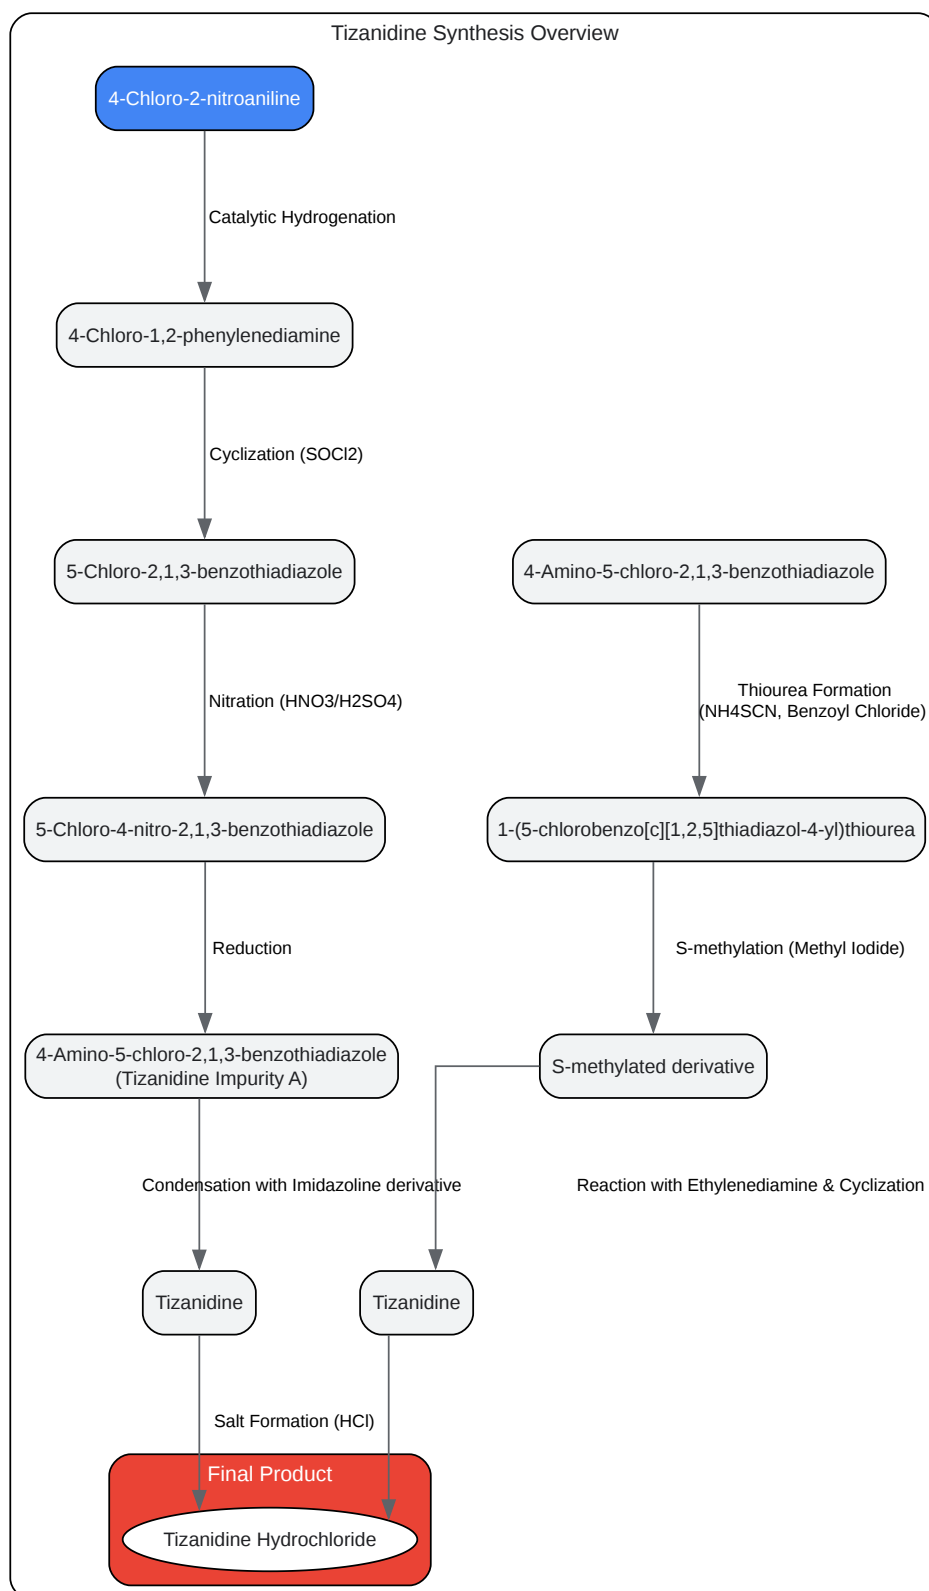 Tizanidine Synthesis Overview
4-Chloro-2-nitroaniline
Catalytic Hydrogenation
4-Chloro-1,2-phenylenediamine
Cyclization (SOCl2)
5-Chloro-2,1,3-benzothiadiazole
4-Amino-5-chloro-2,1,3-benzothiadiazole
Nitration (HNO3/H2SO4)
Thiourea Formation
(NH4SCN, Benzoyl Chloride)
5-Chloro-4-nitro-2,1,3-benzothiadiazole
1-(5-chlorobenzo[c][1,2,5]thiadiazol-4-yl)thiourea
Reduction
S-methylation (Methyl Iodide)
4-Amino-5-chloro-2,1,3-benzothiadiazole
(Tizanidine Impurity A)
S-methylated derivative
Condensation with Imidazoline derivative
Reaction with Ethylenediamine & Cyclization
Tizanidine
Tizanidine
Salt Formation (HCl)
Final Product
Tizanidine Hydrochloride